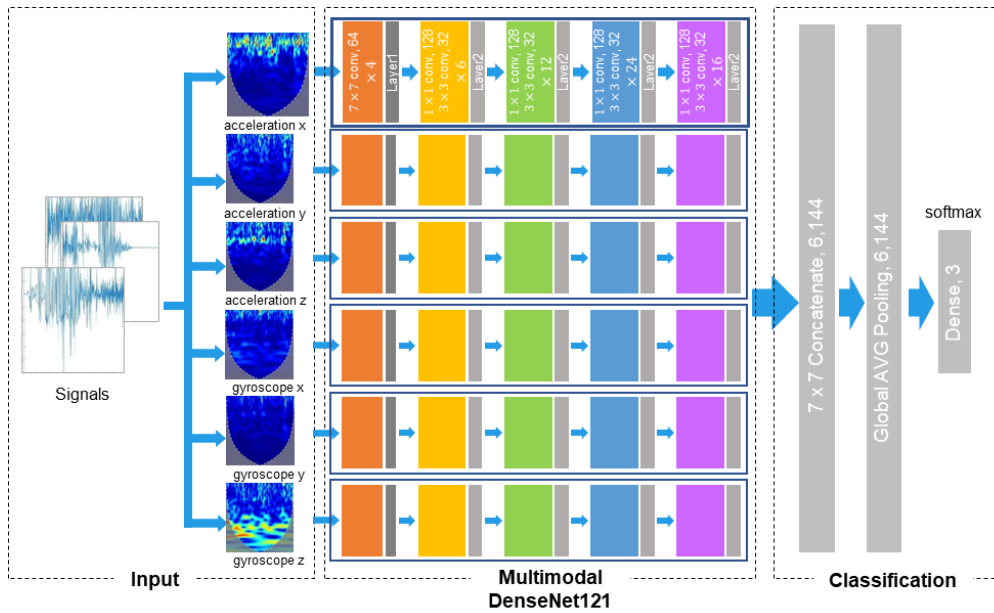 Signals
acceleration x
acceleration y
acceleration z
gyroscope x
gyroscope y
gyroscope z
Input
7 × 7 conv, 64
× 4
Layer1
1 × 1 conv, 128
3 × 3 conv, 32
× 6
Layer2
1 × 1 conv, 128
3 × 3 conv, 32
× 12
Layer2
1 × 1 conv, 128
3 × 3 conv, 32
× 24
Layer2
1 × 1 conv, 128
3 × 3 conv, 32
× 16
Layer2
Multimodal
DenseNet121
7 x 7 Concatenate, 6,144
Global AVG Pooling, 6,144
softmax
Dense, 3
Classification